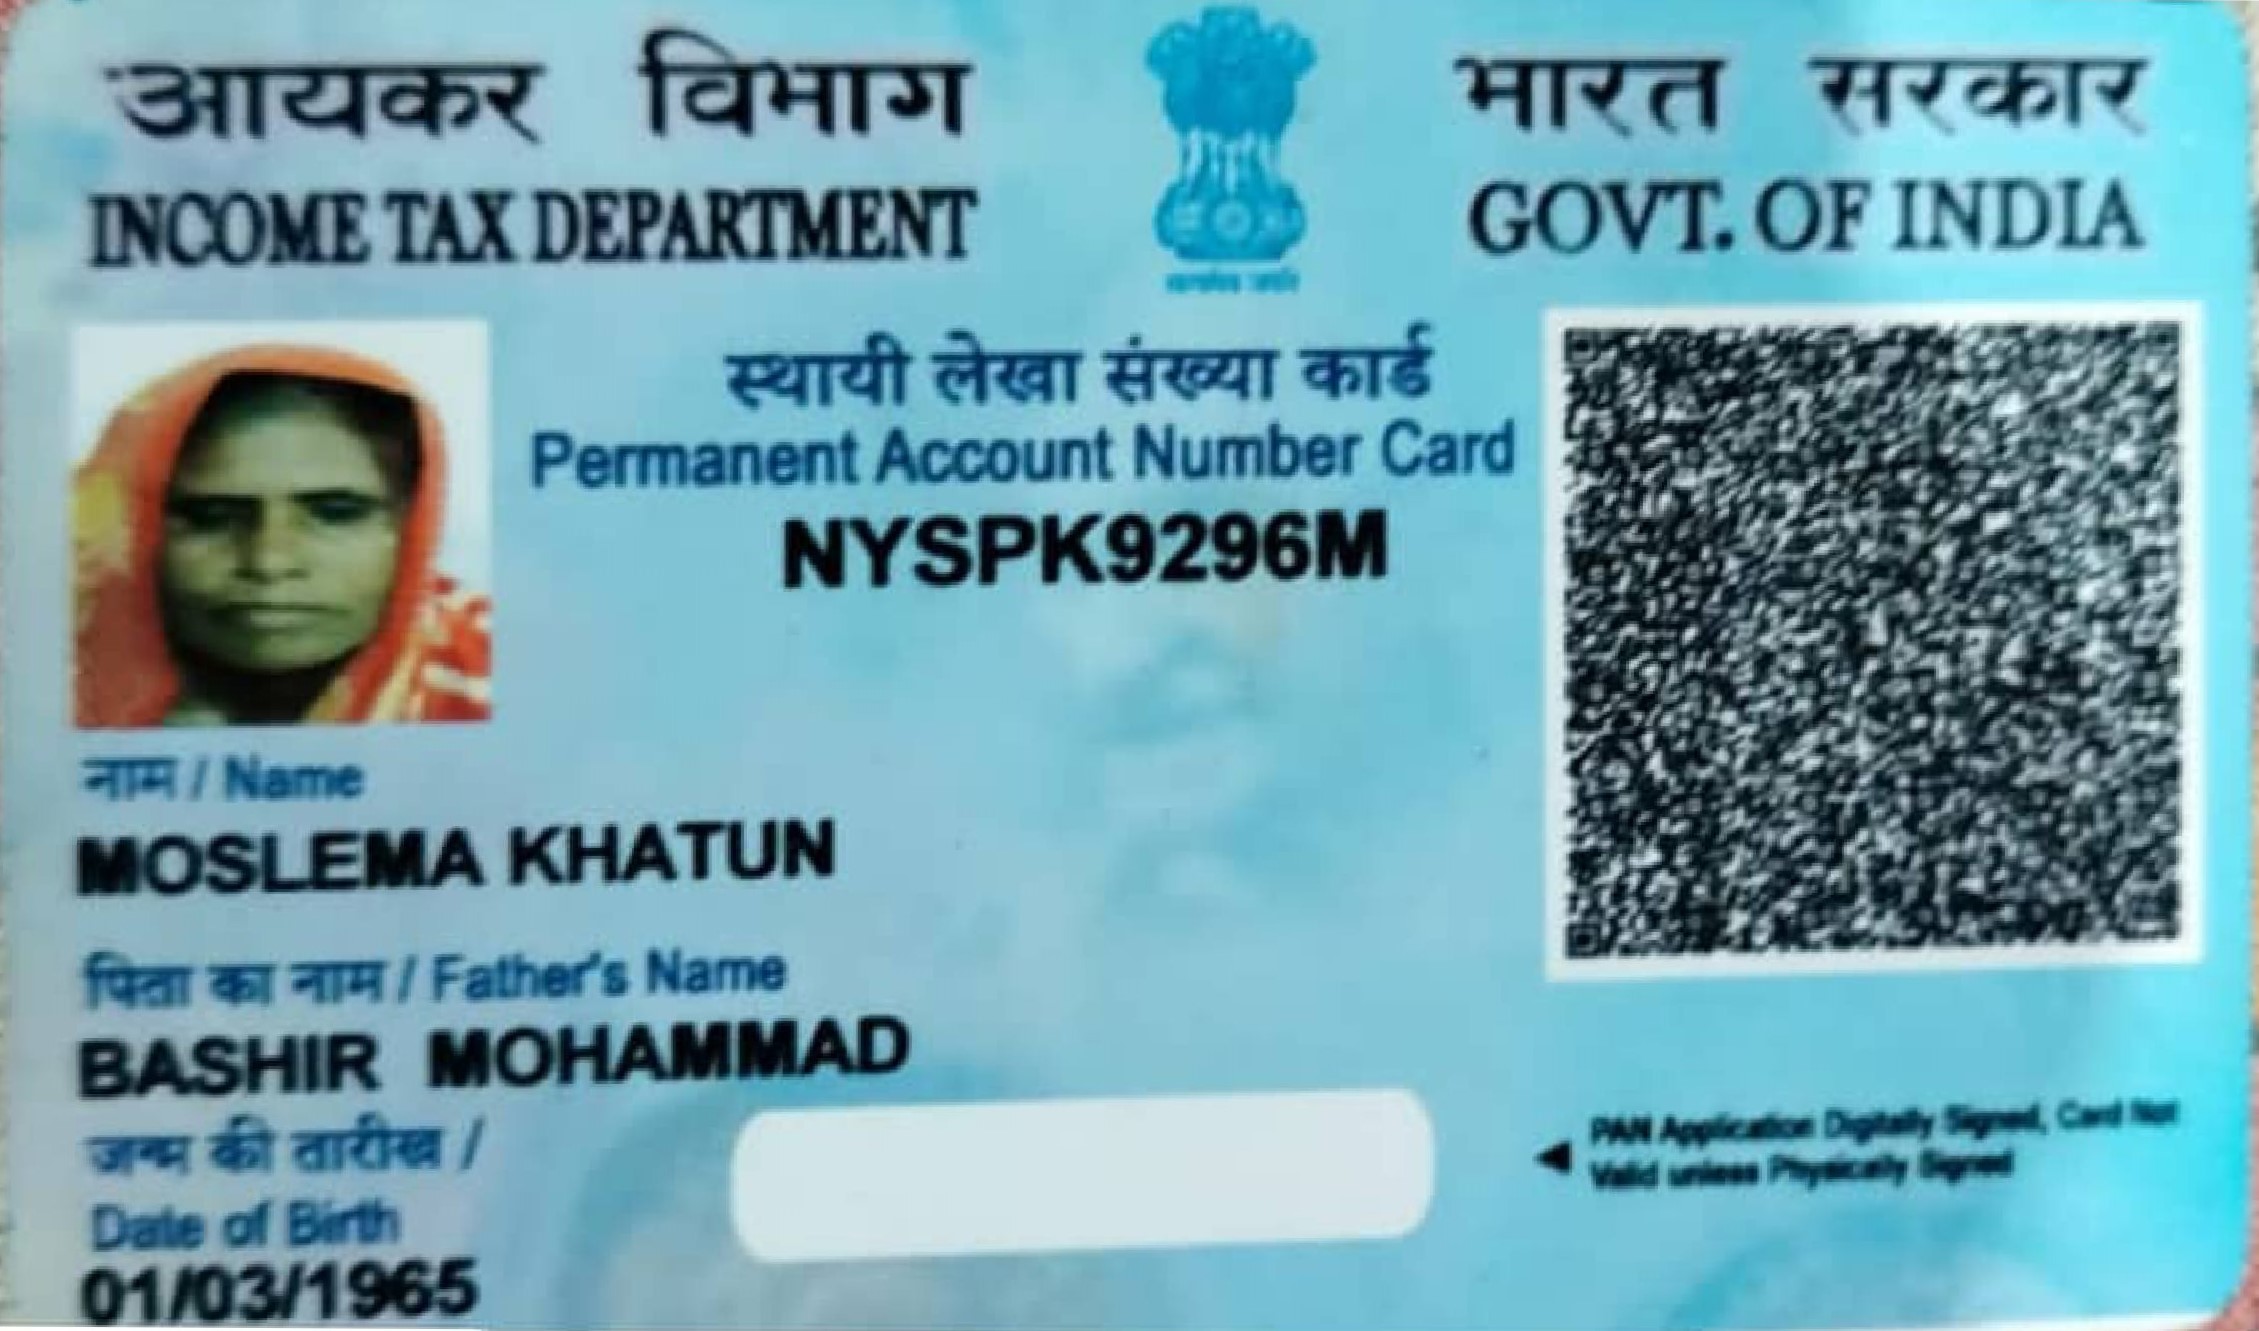 आयकर विभाग
INCOME TAX DEPARTMENT
भारत सरकार
GOVT. OF INDIA
सत्यमेव जयते
स्थायी लेखा संख्या कार्ड
Permanent Account Number Card
NYSPK9296M
नाम / Name
MOSLEMA KHATUN
पिता का नाम / Father's Name
BASHIR MOHAMMAD
जन्म की तारीख /
Date of Birth
01/03/1965
PAN Application Digitally Signed, Card Not
Valid unless Physically Signed